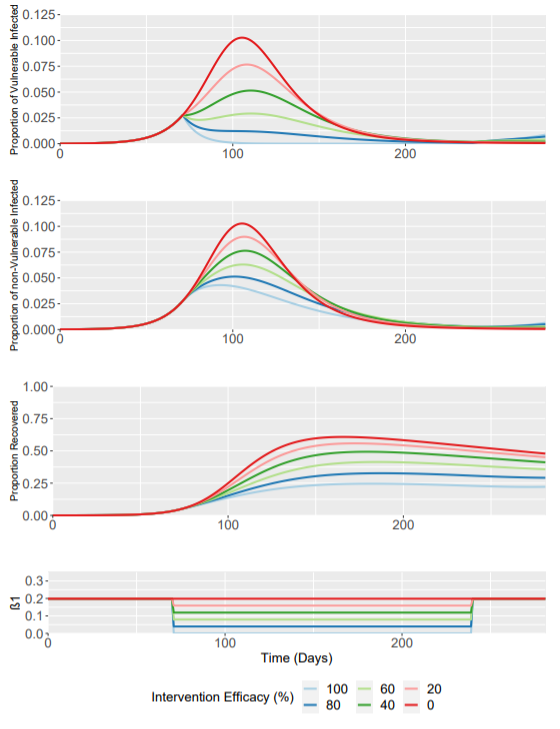 Proportion of Vulnerable Infected
0.125
0.100
0.075
0.050
0.025
0.000
0 100 200
Proportion of non-Vulnerable Infected
0.125
0.100
0.075
0.050
0.025
0.000
0 100 200
Proportion Recovered
1.00
0.75
0.50
0.25
0.00
0 100 200
ß1
0.3
0.2
0.1
0.0
0 100 200
Time (Days)
Intervention Efficacy (%)
100 60 20
80 40 0